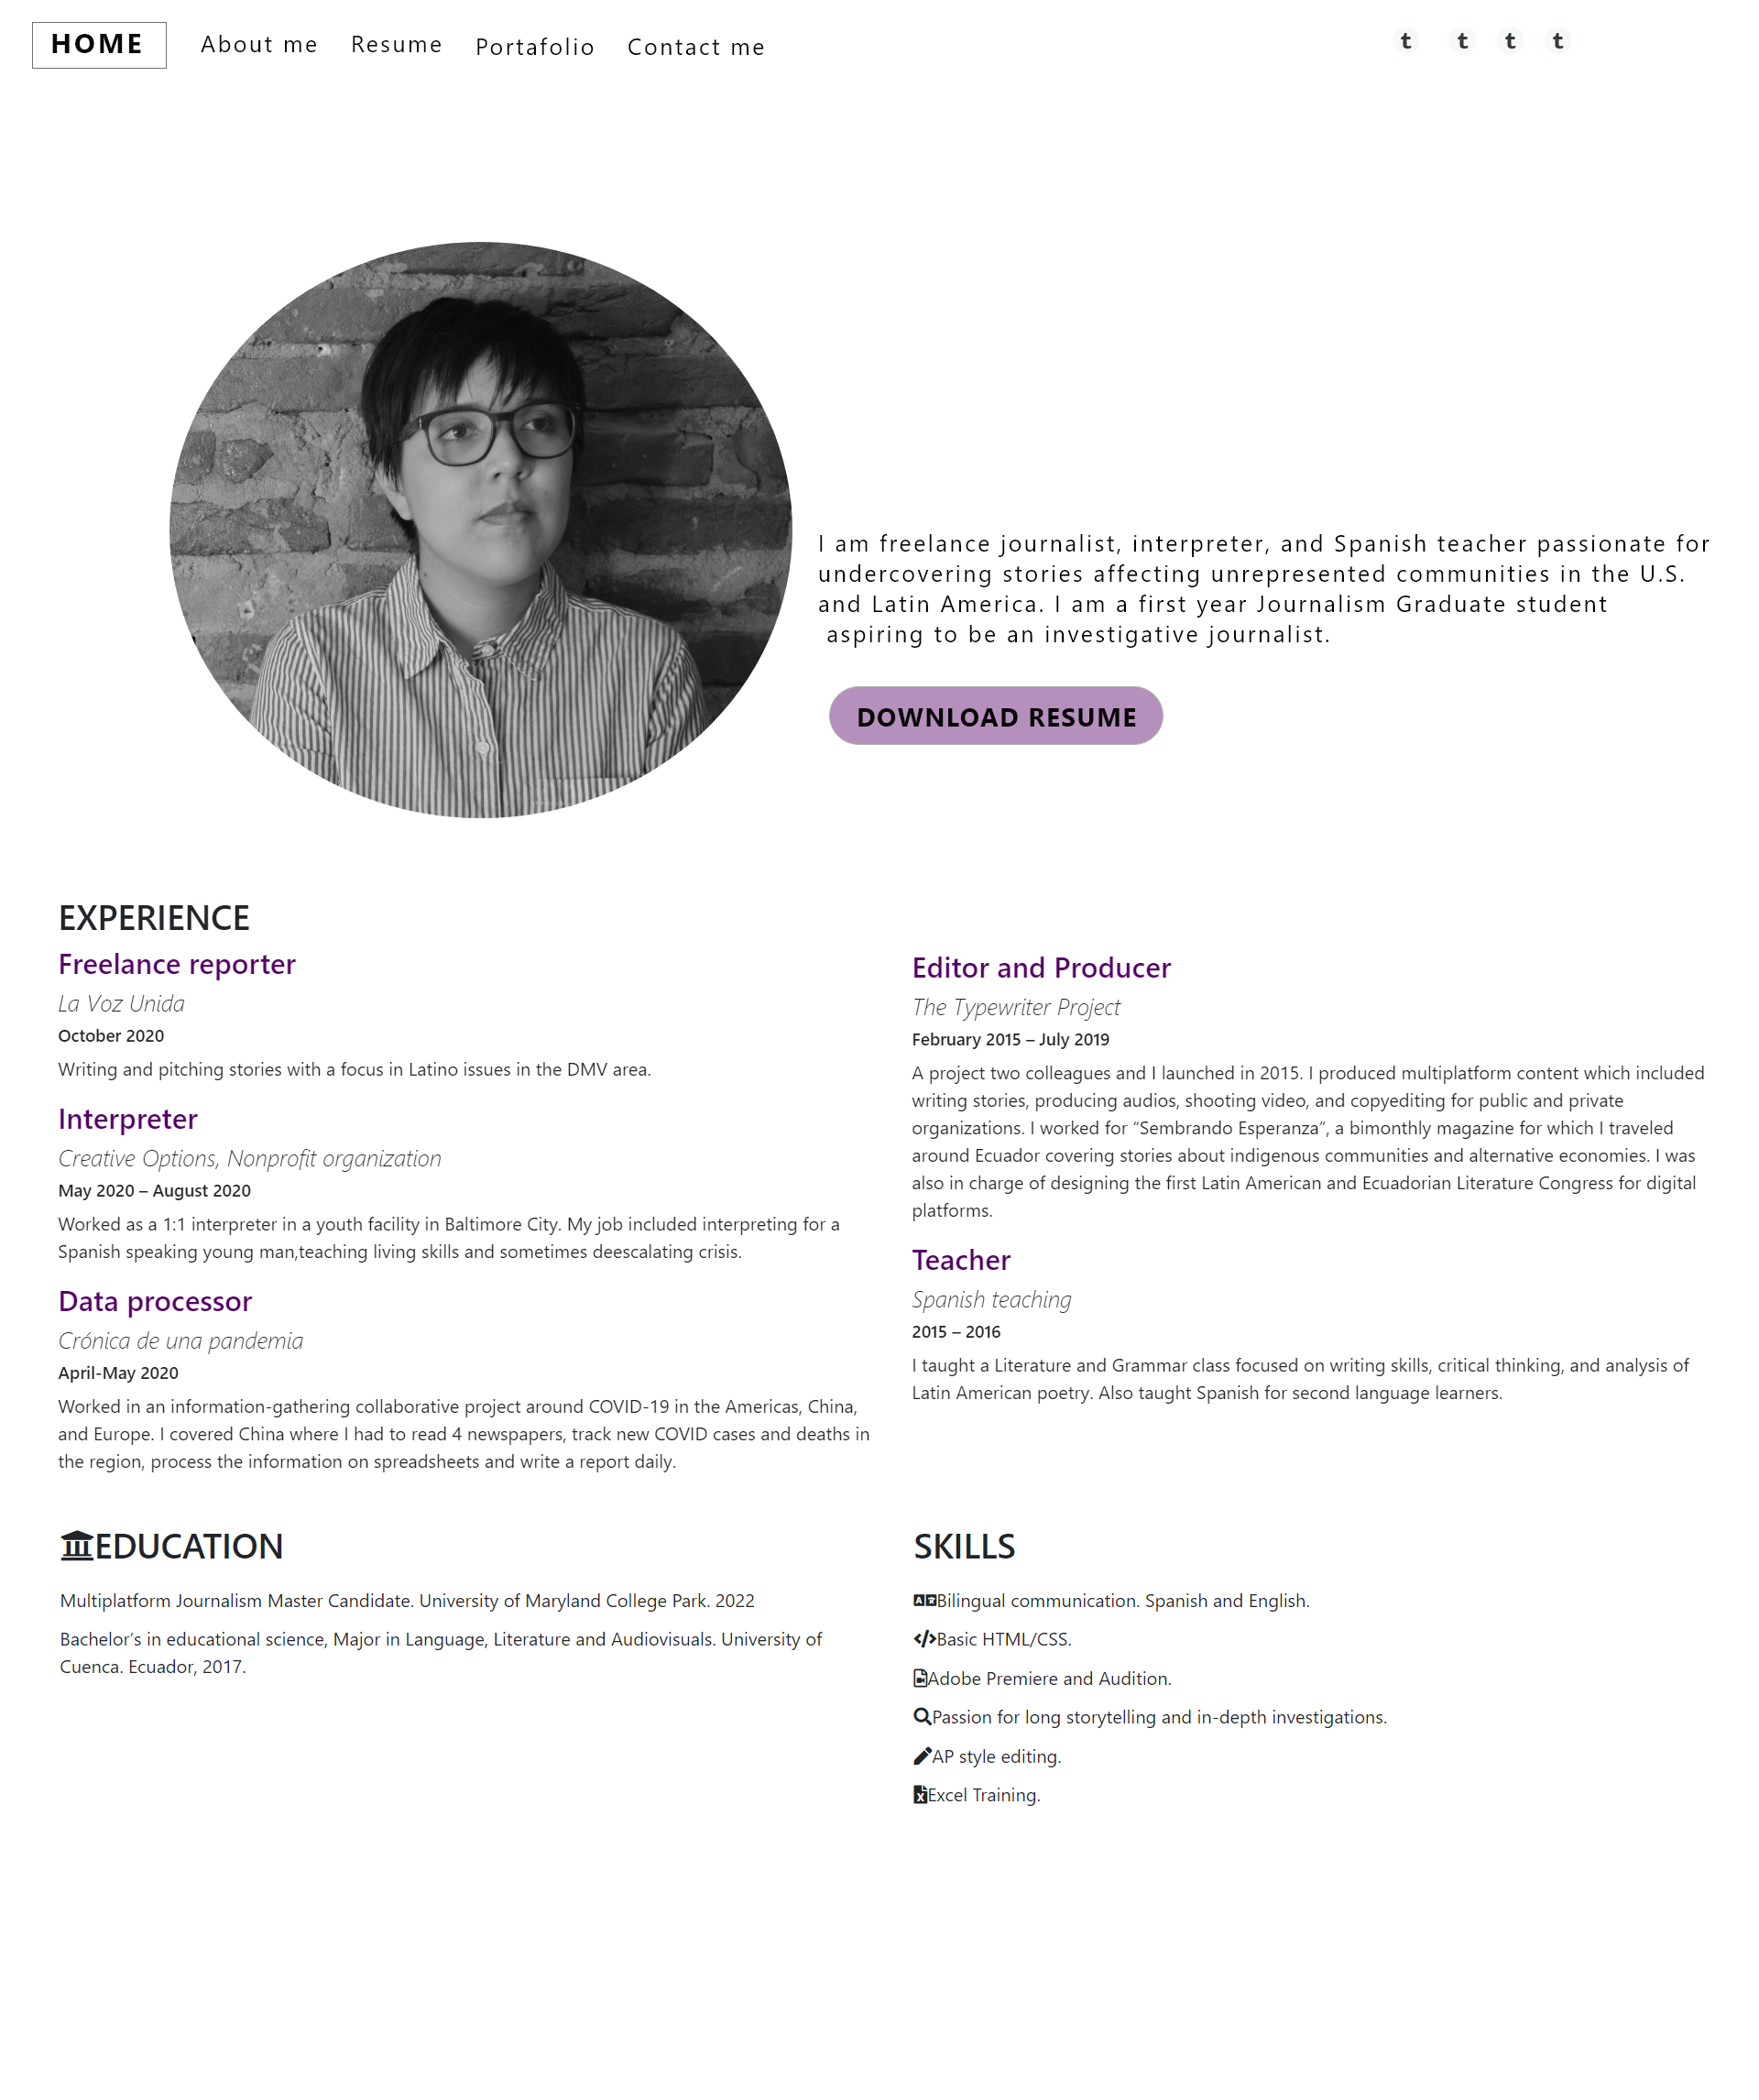 HOME
About me
Resume
Portafolio
Contact me
t t t t
I am freelance journalist, interpreter, and Spanish teacher passionate for
undercovering stories affecting unrepresented communities in the U.S.
and Latin America. I am a first year Journalism Graduate student
aspiring to be an investigative journalist.
DOWNLOAD RESUME
EXPERIENCE
Freelance reporter
La Voz Unida
October 2020
Writing and pitching stories with a focus in Latino issues in the DMV area.
Interpreter
Creative Options, Nonprofit organization
May 2020 – August 2020
Worked as a 1:1 interpreter in a youth facility in Baltimore City. My job included interpreting for a
Spanish speaking young man,teaching living skills and sometimes deescalating crisis.
Data processor
Crónica de una pandemia
April-May 2020
Worked in an information-gathering collaborative project around COVID-19 in the Americas, China,
and Europe. I covered China where I had to read 4 newspapers, track new COVID cases and deaths in
the region, process the information on spreadsheets and write a report daily.
Editor and Producer
The Typewriter Project
February 2015 – July 2019
A project two colleagues and I launched in 2015. I produced multiplatform content which included
writing stories, producing audios, shooting video, and copyediting for public and private
organizations. I worked for “Sembrando Esperanza”, a bimonthly magazine for which I traveled
around Ecuador covering stories about indigenous communities and alternative economies. I was
also in charge of designing the first Latin American and Ecuadorian Literature Congress for digital
platforms.
Teacher
Spanish teaching
2015 – 2016
I taught a Literature and Grammar class focused on writing skills, critical thinking, and analysis of
Latin American poetry. Also taught Spanish for second language learners.
EDUCATION
Multiplatform Journalism Master Candidate. University of Maryland College Park. 2022
Bachelor’s in educational science, Major in Language, Literature and Audiovisuals. University of
Cuenca. Ecuador, 2017.
SKILLS
Bilingual communication. Spanish and English.
Basic HTML/CSS.
Adobe Premiere and Audition.
Passion for long storytelling and in-depth investigations.
AP style editing.
Excel Training.